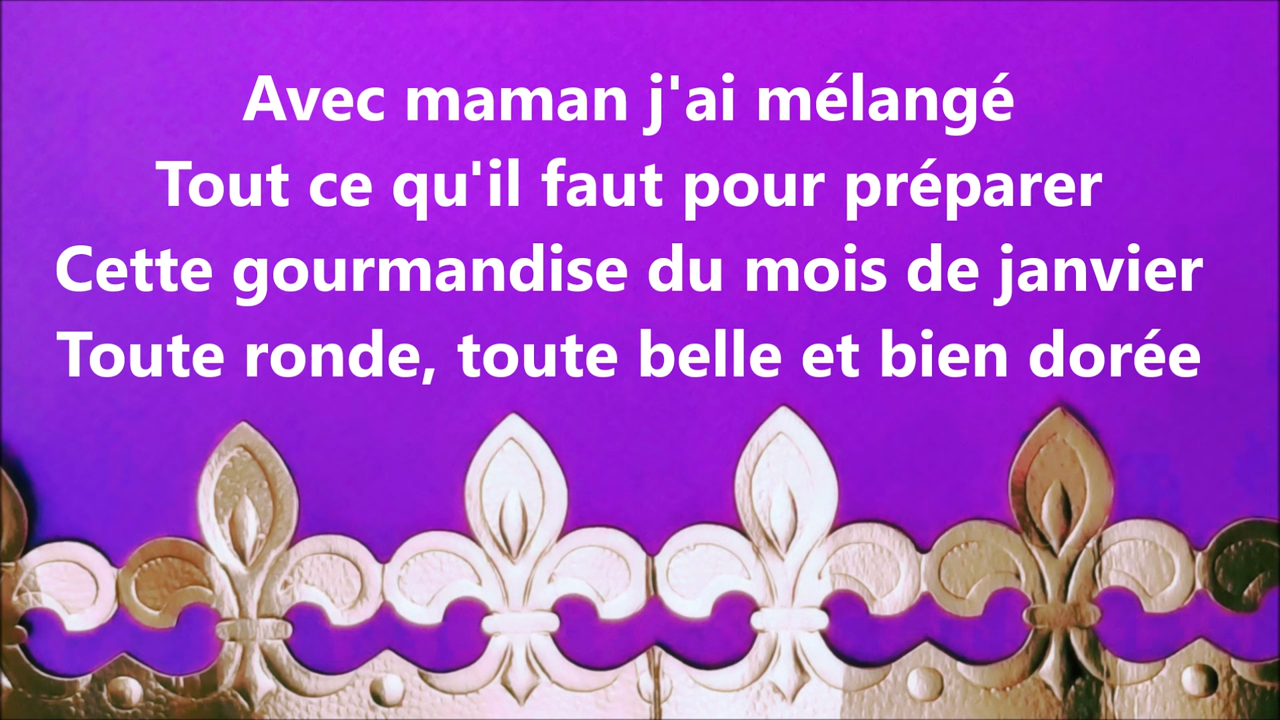 Avec maman j'ai mélangé
Tout ce qu'il faut pour préparer
Cette gourmandise du mois de janvier
Toute ronde, toute belle et bien dorée